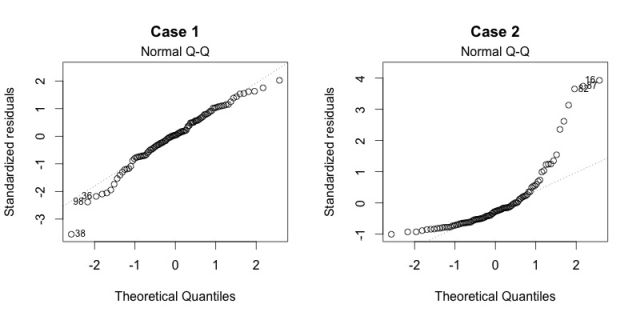 Case 1
Normal Q-Q
Standardized residuals
2
1
0
-1
-2
-3
36
98
38
-2 -1 0 1 2
Theoretical Quantiles
Case 2
Normal Q-Q
Standardized residuals
4
3
2
1
0
-1
16
87
82
-2 -1 0 1 2
Theoretical Quantiles